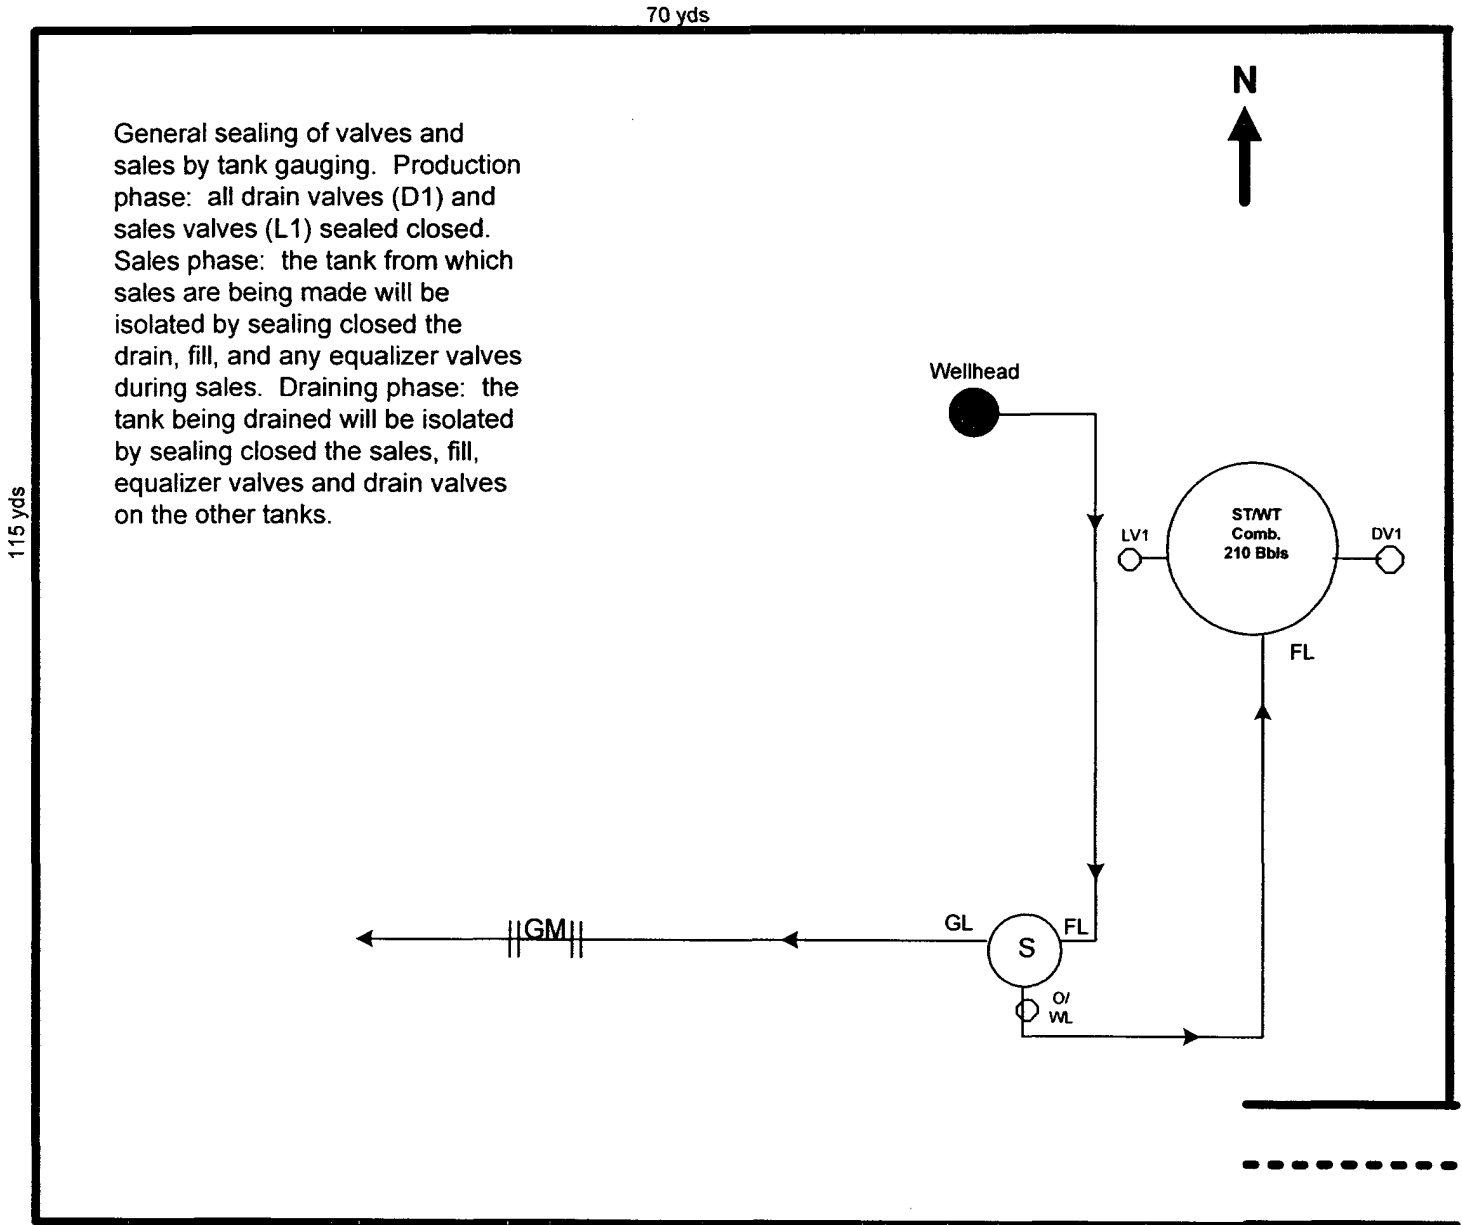 70 yds
N
General sealing of valves and
sales by tank gauging. Production
phase: all drain valves (D1) and
sales valves (L1) sealed closed.
Sales phase: the tank from which
sales are being made will be
isolated by sealing closed the
drain, fill, and any equalizer valves
during sales. Draining phase: the
tank being drained will be isolated
by sealing closed the sales, fill,
equalizer valves and drain valves
on the other tanks.
115 yds
Wellhead
LV1
ST/WT
Comb.
210 Bbls
DV1
FL
GM
GL
S
FL
O/
WL